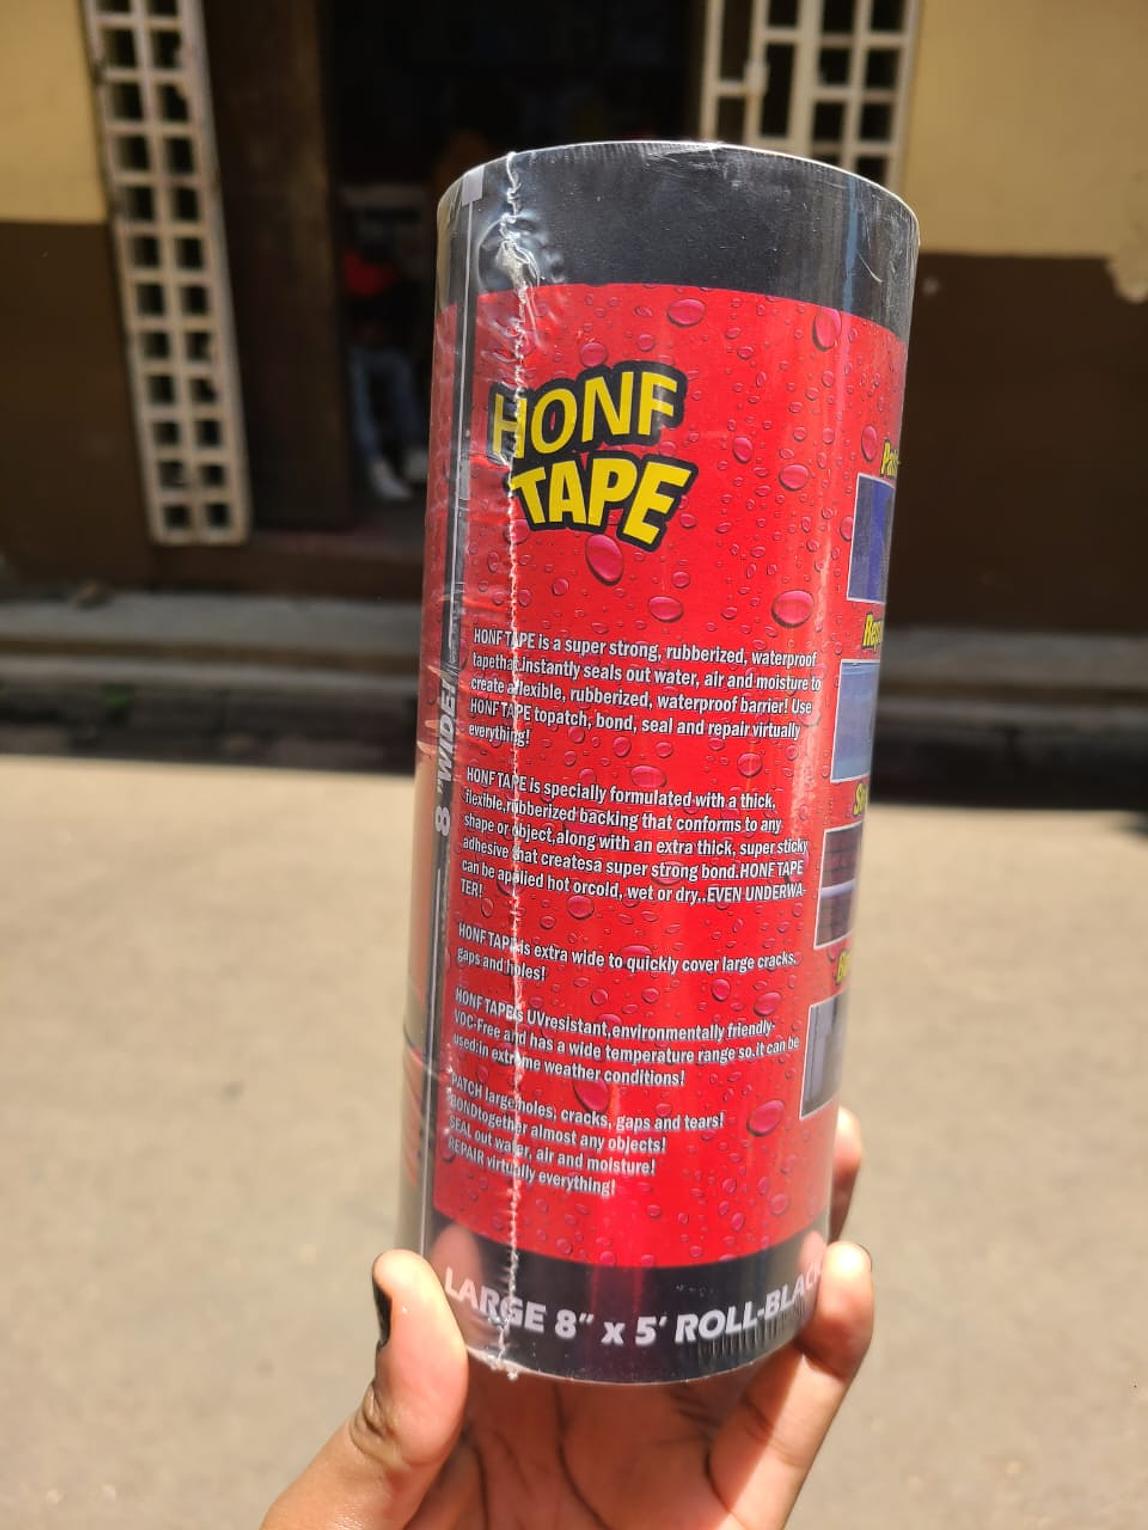 HONF
TAPE
8 "WIDE!
HONF TAPE is a super strong, rubberized, waterproof
tapethat.instantly seals out water, air and moisture to
create a flexible, rubberized, waterproof barrier! Use
HONF TAPE topatch, bond, seal and repair virtually
everything!
HONF TAPE is specially formulated with a thick,
flexible,rubberized backing that conforms to any
shape or object,along with an extra thick, super sticky
adhesive that createsa super strong bond.HONF TAPE
can be applied hot orcold, wet or dry..EVEN UNDERWA-
TER!
HONF TAPE is extra wide to quickly cover large cracks.
gaps and holes!
HONF TAPE is UVresistant,environmentally friendly-
VOC-Free and has a wide temperature range so.it can be
used:in extreme weather conditions!
PATCH large holes, cracks, gaps and tears!
BONDtogether almost any objects!
SEAL out water, air and moisture!
REPAIR virtually everything!
LARGE 8" x 5' ROLL-BLACK